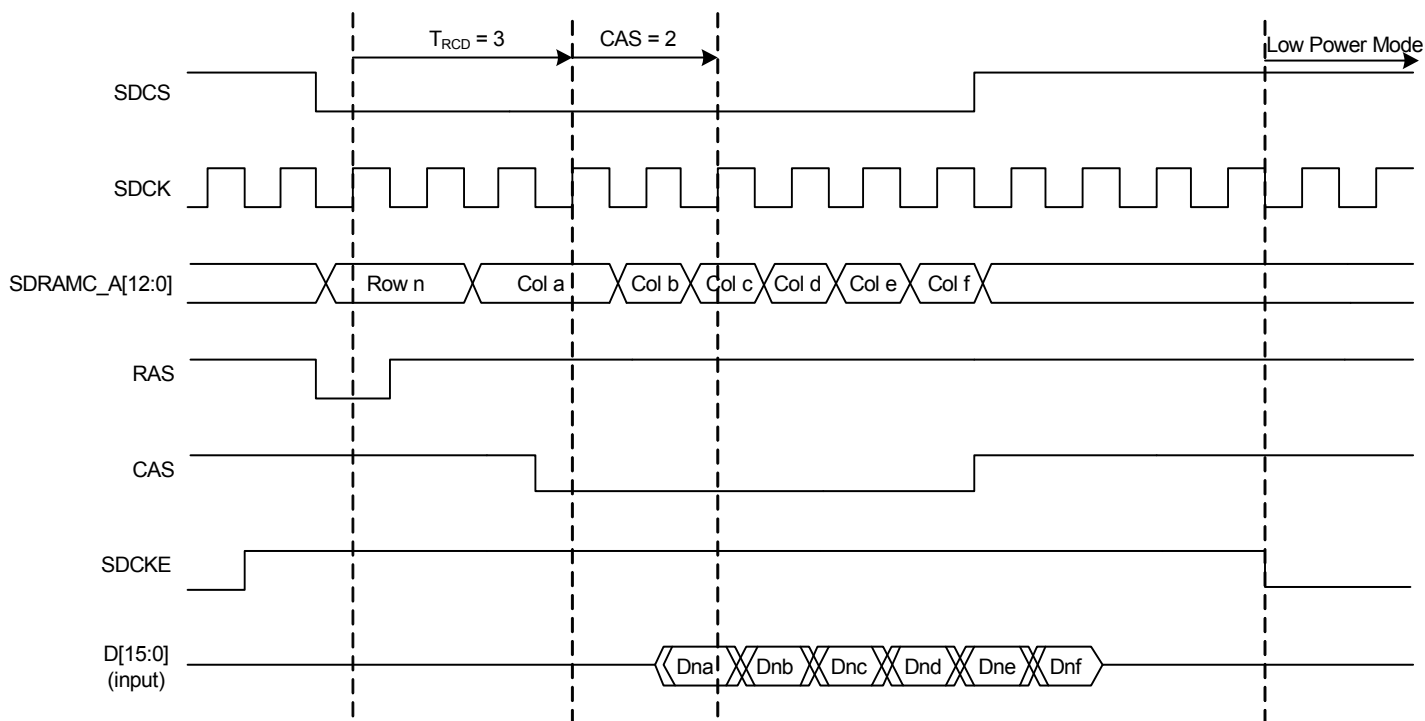 T_RCD = 3
CAS = 2
Low Power Mode
SDCS
SDCK
SDRAMC_A[12:0]
Row n
Col a
Col b
Col c
Col d
Col e
Col f
RAS
CAS
SDCKE
D[15:0]
(input)
Dna
Dnb
Dnc
Dnd
Dne
Dnf